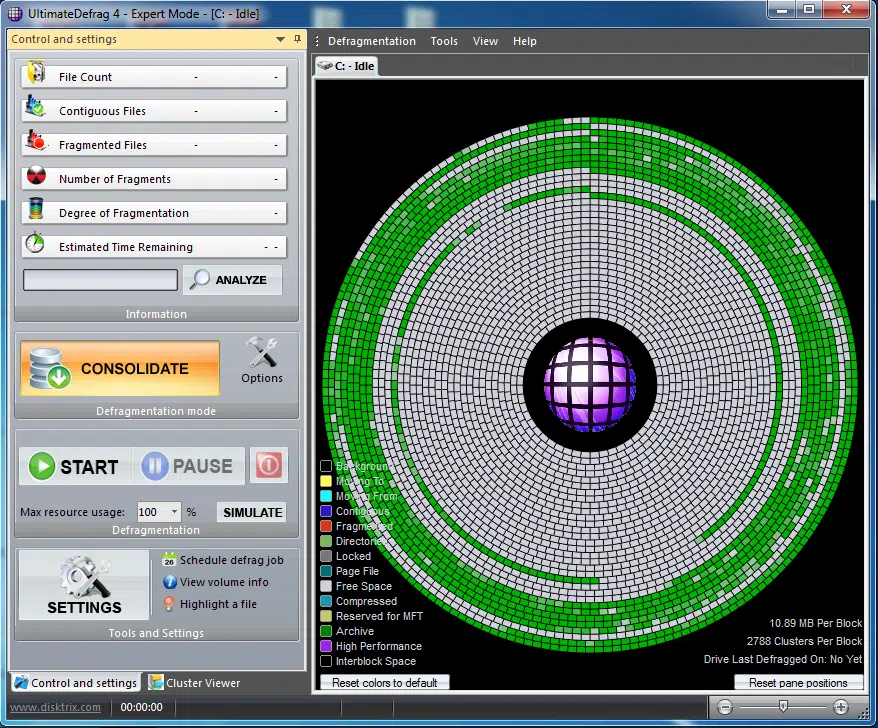 UltimateDefrag 4 - Expert Mode - [C: - Idle]
Control and settings
Defragmentation Tools View Help
C: - Idle
File Count - -
Contiguous Files - -
Fragmented Files - -
Number of Fragments -
Degree of Fragmentation -
Estimated Time Remaining - -
ANALYZE
Information
CONSOLIDATE
Options
Defragmentation mode
START
PAUSE
Max resource usage: 100 %
SIMULATE
Defragmentation
SETTINGS
26
Schedule defrag job
View volume info
Highlight a file
Tools and Settings
Control and settings
Cluster Viewer
www.disktrix.com
00:00:00
Background
Moving To
Moving From
Contiguous
Fragmented
Directories
Locked
Page File
Free Space
Compressed
Reserved for MFT
Archive
High Performance
Interblock Space
Reset colors to default
10.89 MB Per Block
2788 Clusters Per Block
Drive Last Defragged On: No Yet
Reset pane positions